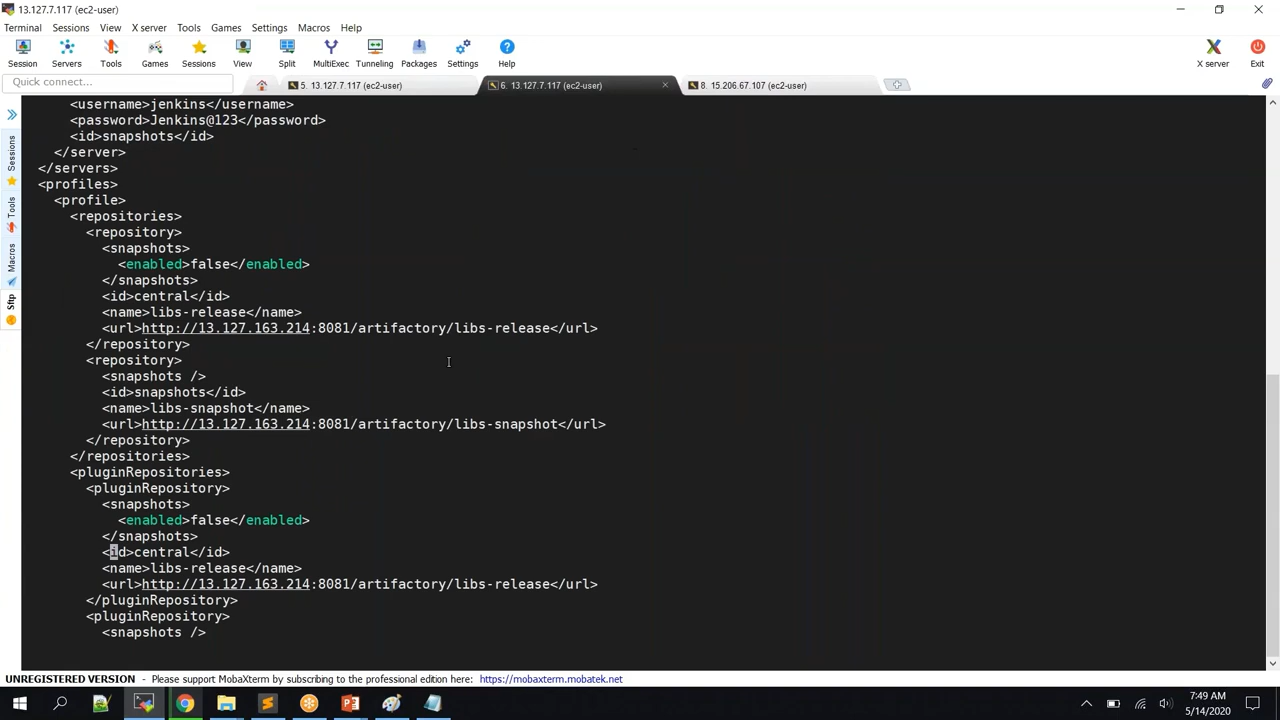 13.127.7.117 (ec2-user)
Terminal Sessions View X server Tools Games Settings Macros Help
Session Servers Tools Games Sessions View Split MultiExec Tunneling Packages Settings Help X server Exit
Quick connect...
5. 13.127.7.117 (ec2-user)
6. 13.127.7.117 (ec2-user)
8. 15.206.67.107 (ec2-user)
Sessions
Tools
Macros
Sftp
<username>jenkins</username>
<password>Jenkins@123</password>
<id>snapshots</id>
</server>
</servers>
<profiles>
<profile>
<repositories>
<repository>
<snapshots>
<enabled>false</enabled>
</snapshots>
<id>central</id>
<name>libs-release</name>
<url>http://13.127.163.214:8081/artifactory/libs-release</url>
</repository>
<repository>
<snapshots />
<id>snapshots</id>
<name>libs-snapshot</name>
<url>http://13.127.163.214:8081/artifactory/libs-snapshot</url>
</repository>
</repositories>
<pluginRepositories>
<pluginRepository>
<snapshots>
<enabled>false</enabled>
</snapshots>
<id>central</id>
<name>libs-release</name>
<url>http://13.127.163.214:8081/artifactory/libs-release</url>
</pluginRepository>
<pluginRepository>
<snapshots />
UNREGISTERED VERSION - Please support MobaXterm by subscribing to the professional edition here: https://mobaxterm.mobatek.net
7:49 AM
5/14/2020